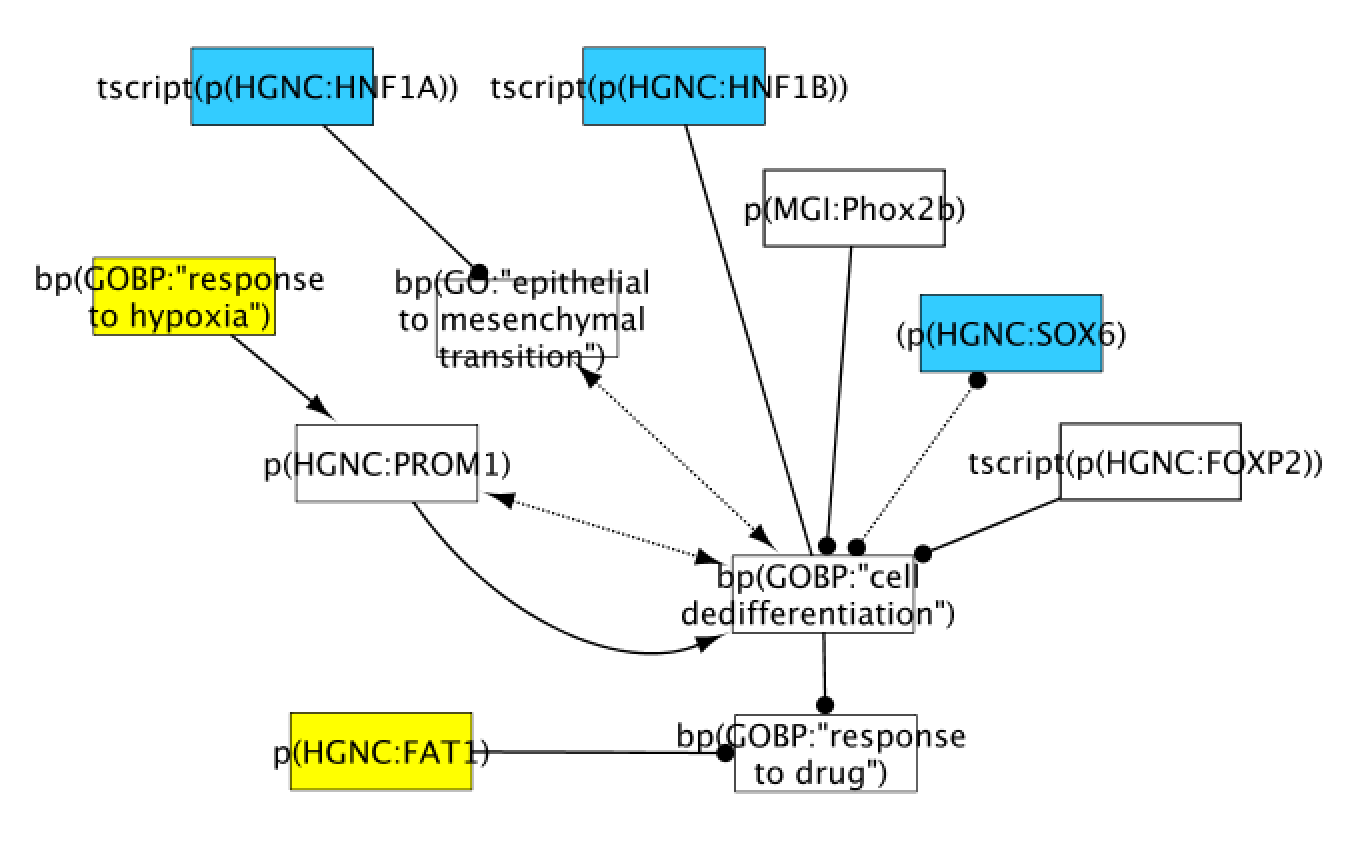 tscript(p(HGNC:HNF1A))
tscript(p(HGNC:HNF1B))
p(MGI:Phox2b)
bp(GOBP:"response
to hypoxia")
bp(GO:"epithelial
to mesenchymal
transition")
(p(HGNC:SOX6)
p(HGNC:PROM1)
tscript(p(HGNC:FOXP2))
bp(GOBP:"cell
dedifferentiation")
p(HGNC:FAT1)
bp(GOBP:"response
to drug")